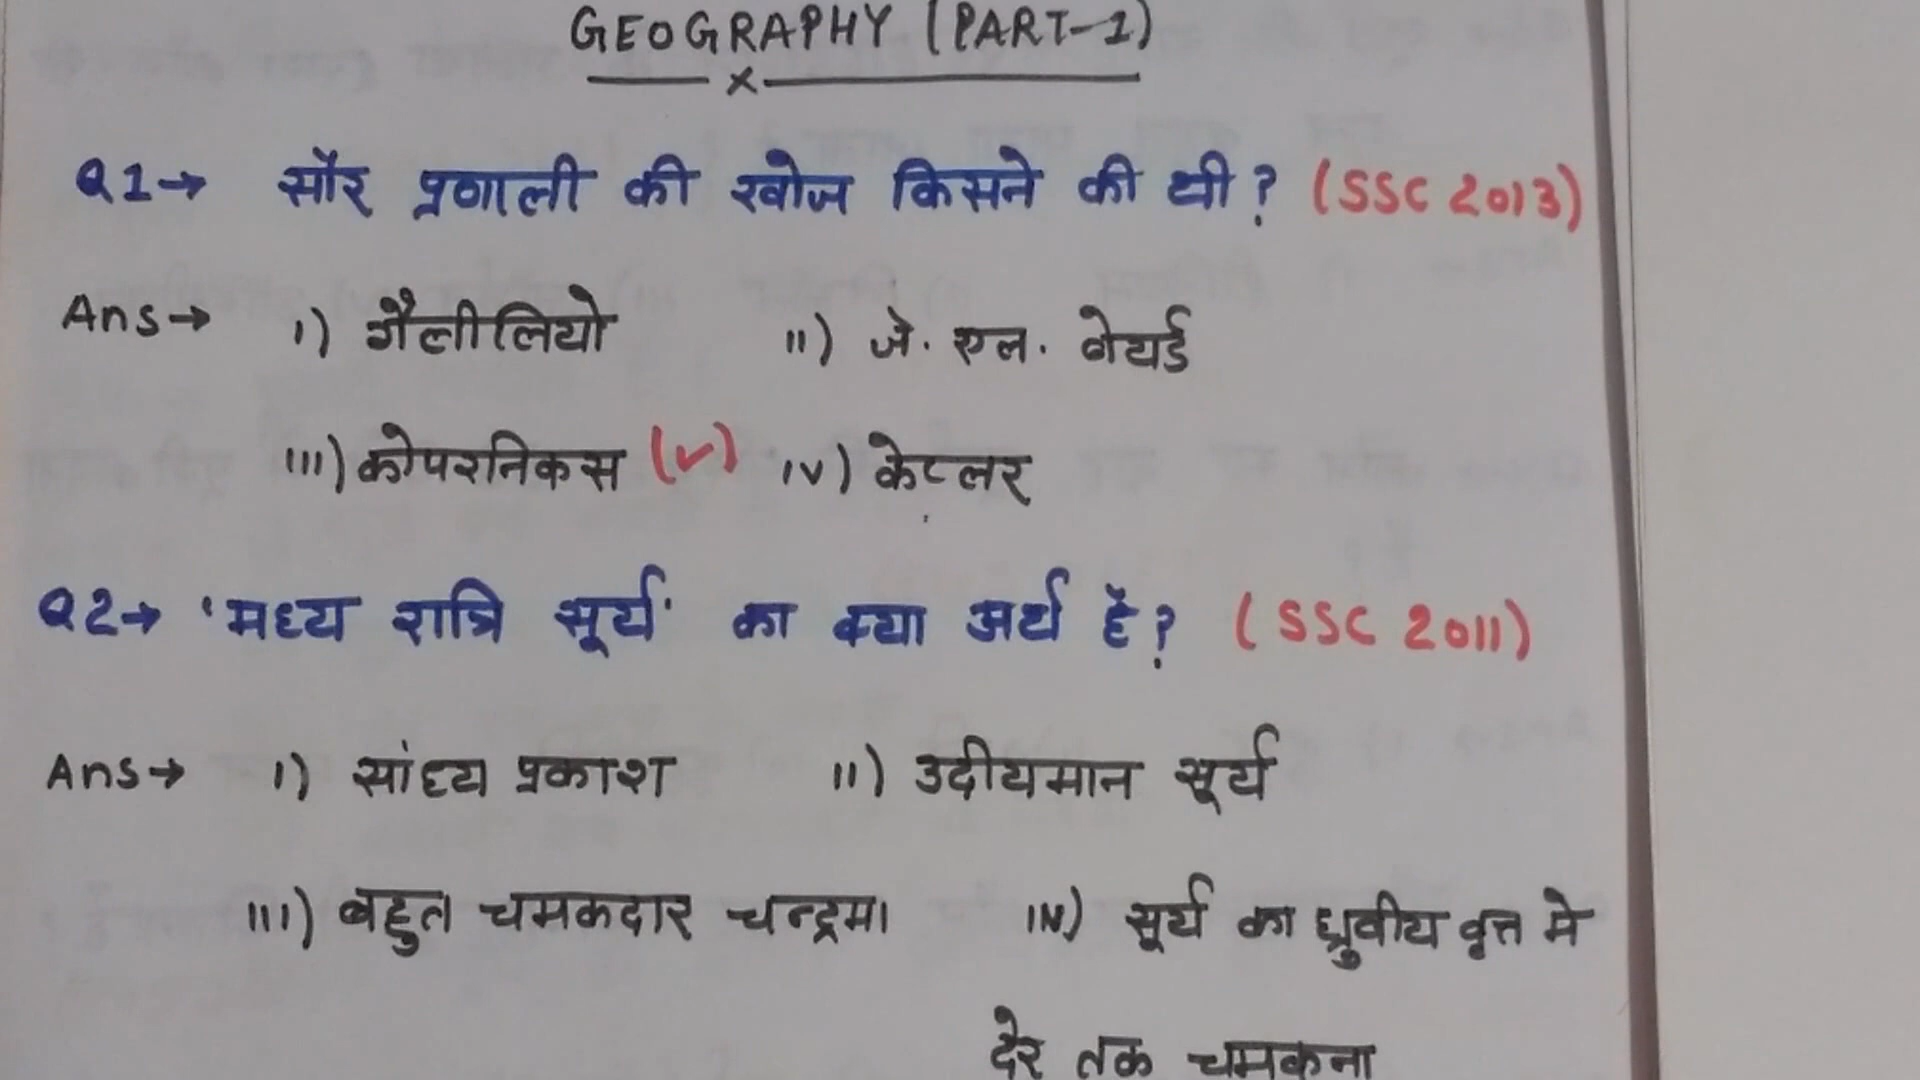 GEOGRAPHY (PART-1)
Q1→ सौर प्रणाली की खोज किसने की थी? (SSC 2013)
Ans→ i) गैलीलियो ii) जे. एल. बेयर्ड
iii) कोपरनिकस (✓) iv) केप्लर
Q2→ 'मध्य रात्रि सूर्य' का क्या अर्थ है? (SSC 2011)
Ans→ i) सांध्य प्रकाश ii) उदीयमान सूर्य
iii) बहुत चमकदार चन्द्रमा iv) सूर्य का ध्रुवीय वृत्त मे
देर तक चमकना